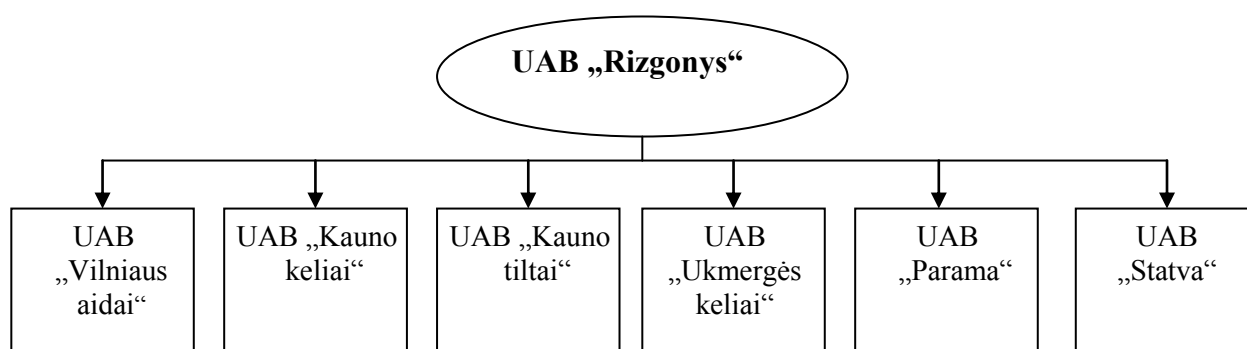 UAB „Rizgonys“
UAB
„Vilniaus
aidai“
UAB „Kauno
keliai“
UAB „Kauno
tiltai“
UAB
„Ukmergės
keliai“
UAB
„Parama“
UAB
„Statva“